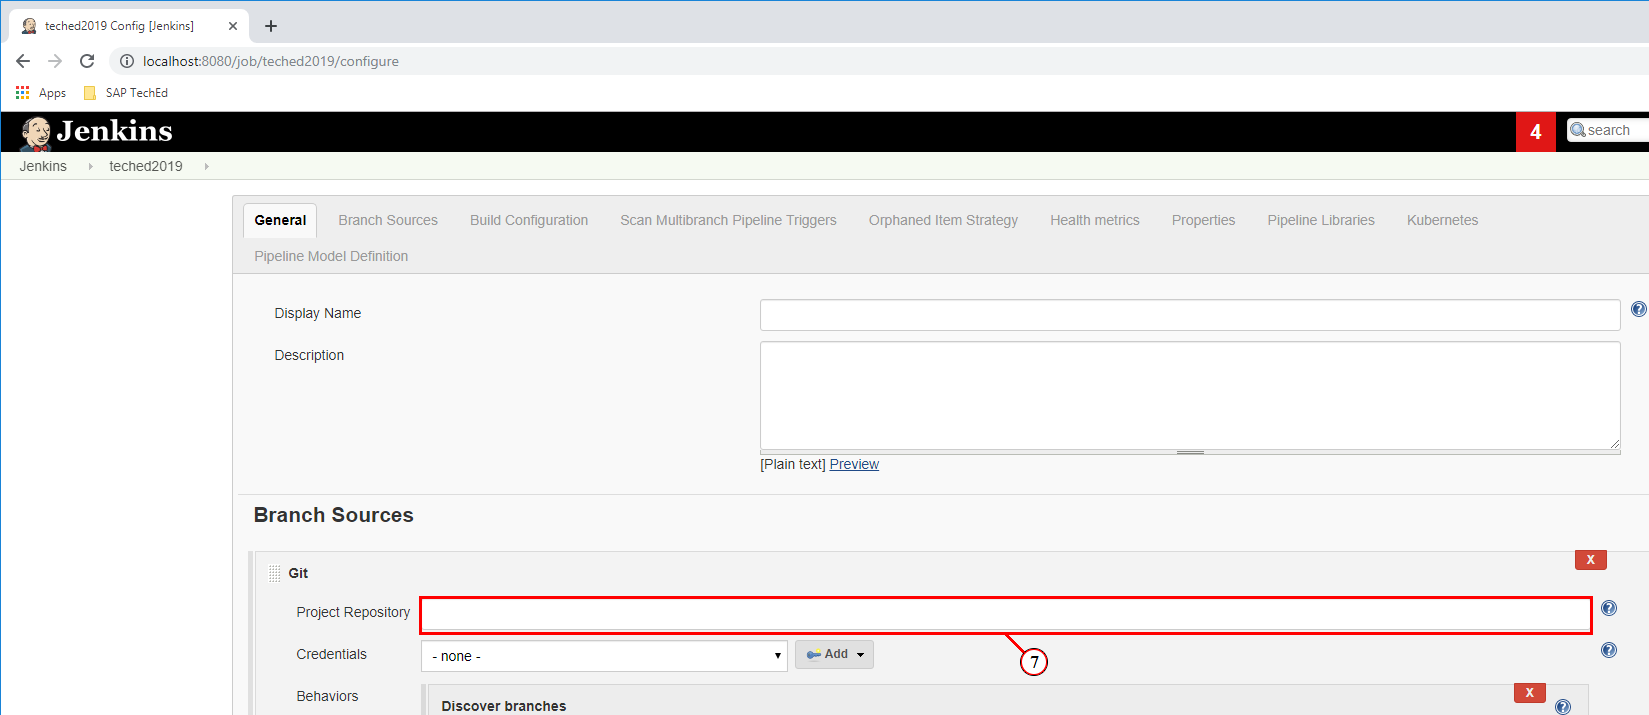 teched2019 Config [Jenkins]
localhost:8080/job/teched2019/configure
Apps SAP TechEd
Jenkins 4 search
Jenkins teched2019
General Branch Sources Build Configuration Scan Multibranch Pipeline Triggers Orphaned Item Strategy Health metrics Properties Pipeline Libraries Kubernetes
Pipeline Model Definition
Display Name
Description
[Plain text] Preview
Branch Sources
X
Git
Project Repository
Credentials - none - Add
7
Behaviors
X
Discover branches